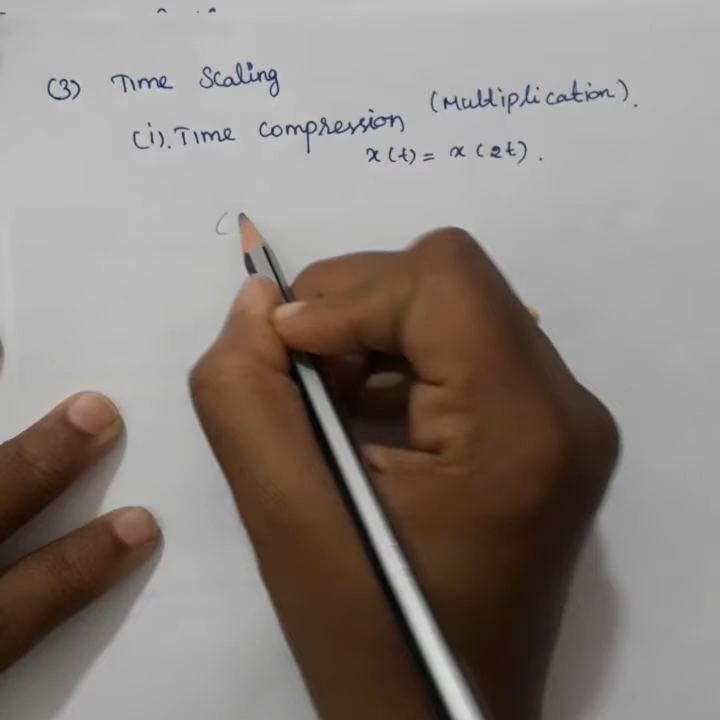 (3) Time Scaling
(i). Time compression (Multiplication).
x(t) = x(2t).
(